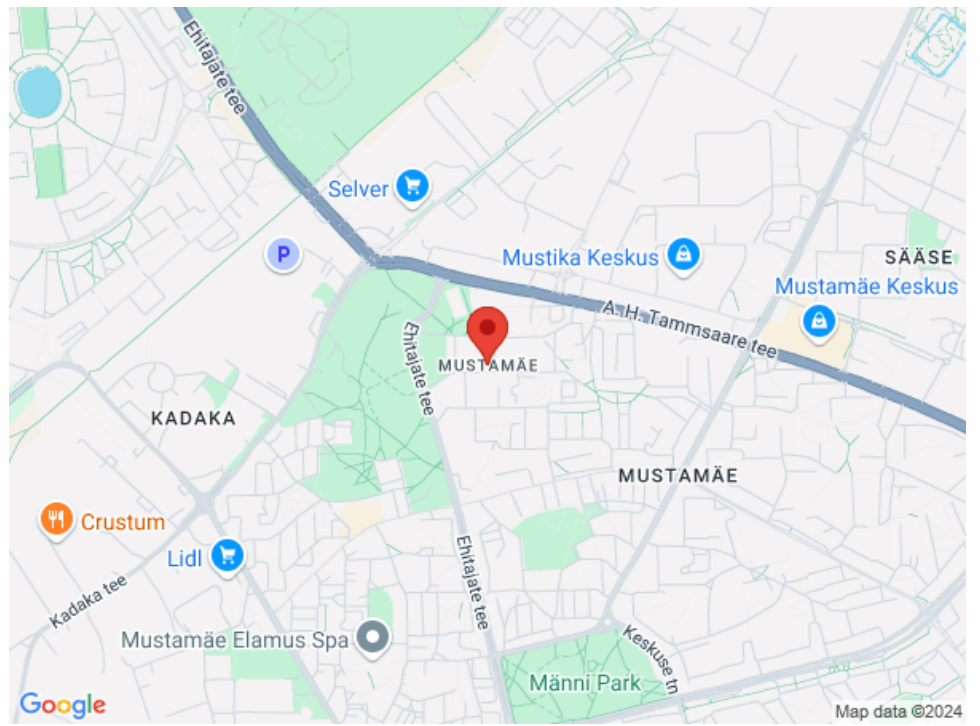 Ehitajate tee
Selver
P
Mustika Keskus
SÄÄSE
Mustamäe Keskus
A. H. Tammsaare tee
Ehitajate tee
MUSTAMÄE
KADAKA
MUSTAMÄE
Crustum
Lidl
Ehitajate tee
Kadaka tee
Mustamäe Elamus Spa
Keskuse tn
Männi Park
Google
Map data ©2024